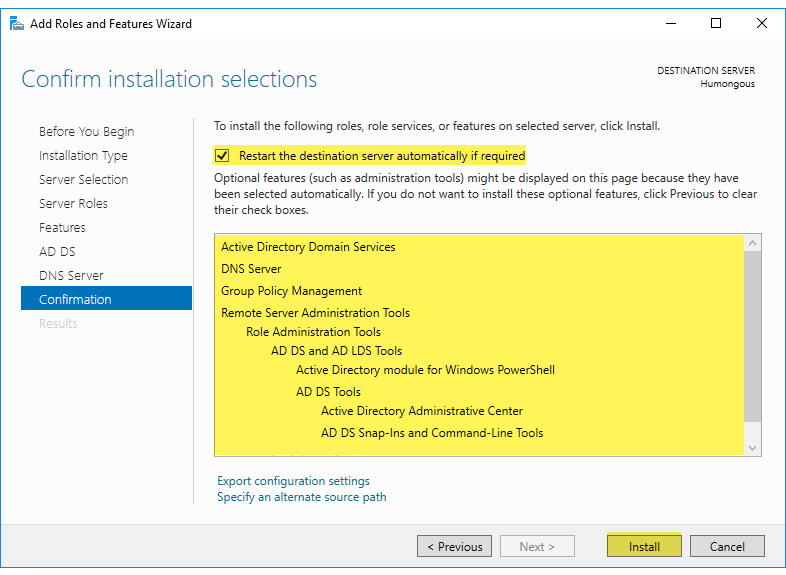 Add Roles and Features Wizard
Confirm installation selections
DESTINATION SERVER
Humongous
Before You Begin
Installation Type
Server Selection
Server Roles
Features
AD DS
DNS Server
Confirmation
Results
To install the following roles, role services, or features on selected server, click Install.
Restart the destination server automatically if required
Optional features (such as administration tools) might be displayed on this page because they have
been selected automatically. If you do not want to install these optional features, click Previous to clear
their check boxes.
Active Directory Domain Services
DNS Server
Group Policy Management
Remote Server Administration Tools
Role Administration Tools
AD DS and AD LDS Tools
Active Directory module for Windows PowerShell
AD DS Tools
Active Directory Administrative Center
AD DS Snap-Ins and Command-Line Tools
Export configuration settings
Specify an alternate source path
< Previous
Next >
Install
Cancel